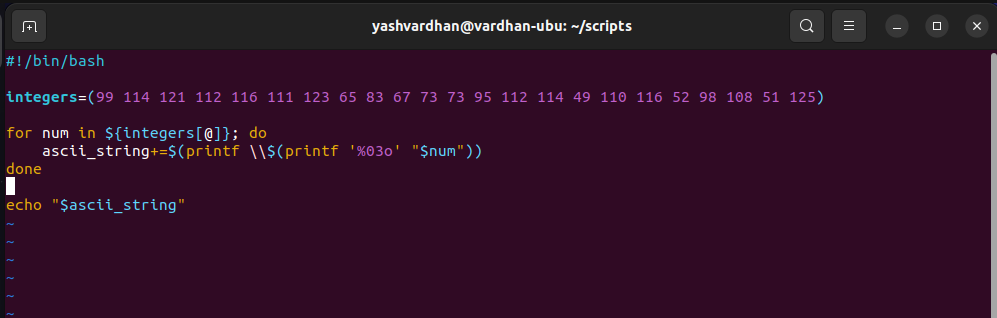 yashvardhan@vardhan-ubu: ~/scripts
#!/bin/bash
integers=(99 114 121 112 116 111 123 65 83 67 73 73 95 112 114 49 110 116 52 98 108 51 125)
for num in ${integers[@]}; do
    ascii_string+=$(printf \\$(printf '%03o' "$num"))
done
echo "$ascii_string"
~
~
~
~
~
~